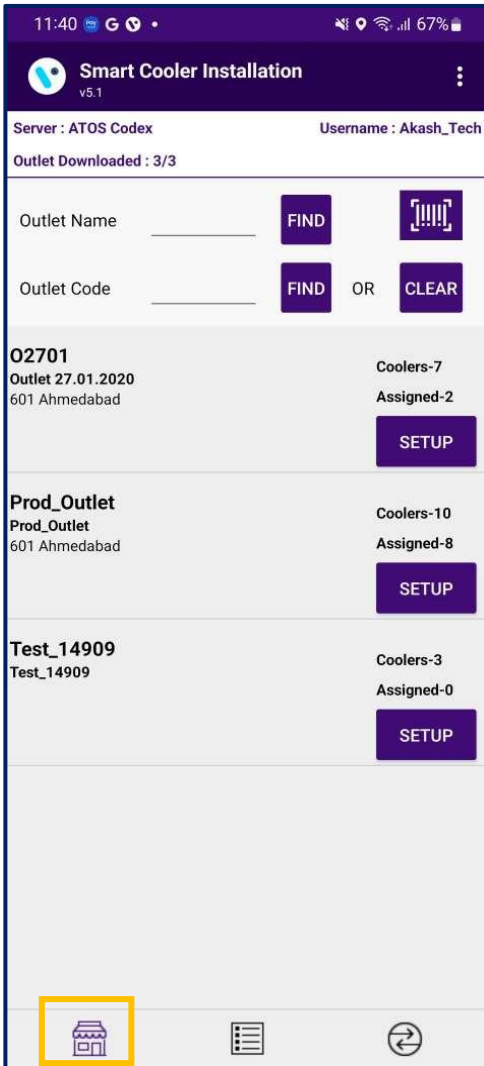 11:40 G 67%
Smart Cooler Installation
v5.1
Server : ATOS Codex Username : Akash_Tech
Outlet Downloaded : 3/3
Outlet Name FIND
Outlet Code FIND OR CLEAR
O2701
Outlet 27.01.2020
601 Ahmedabad
Coolers-7
Assigned-2
SETUP
Prod_Outlet
Prod_Outlet
601 Ahmedabad
Coolers-10
Assigned-8
SETUP
Test_14909
Test_14909
Coolers-3
Assigned-0
SETUP